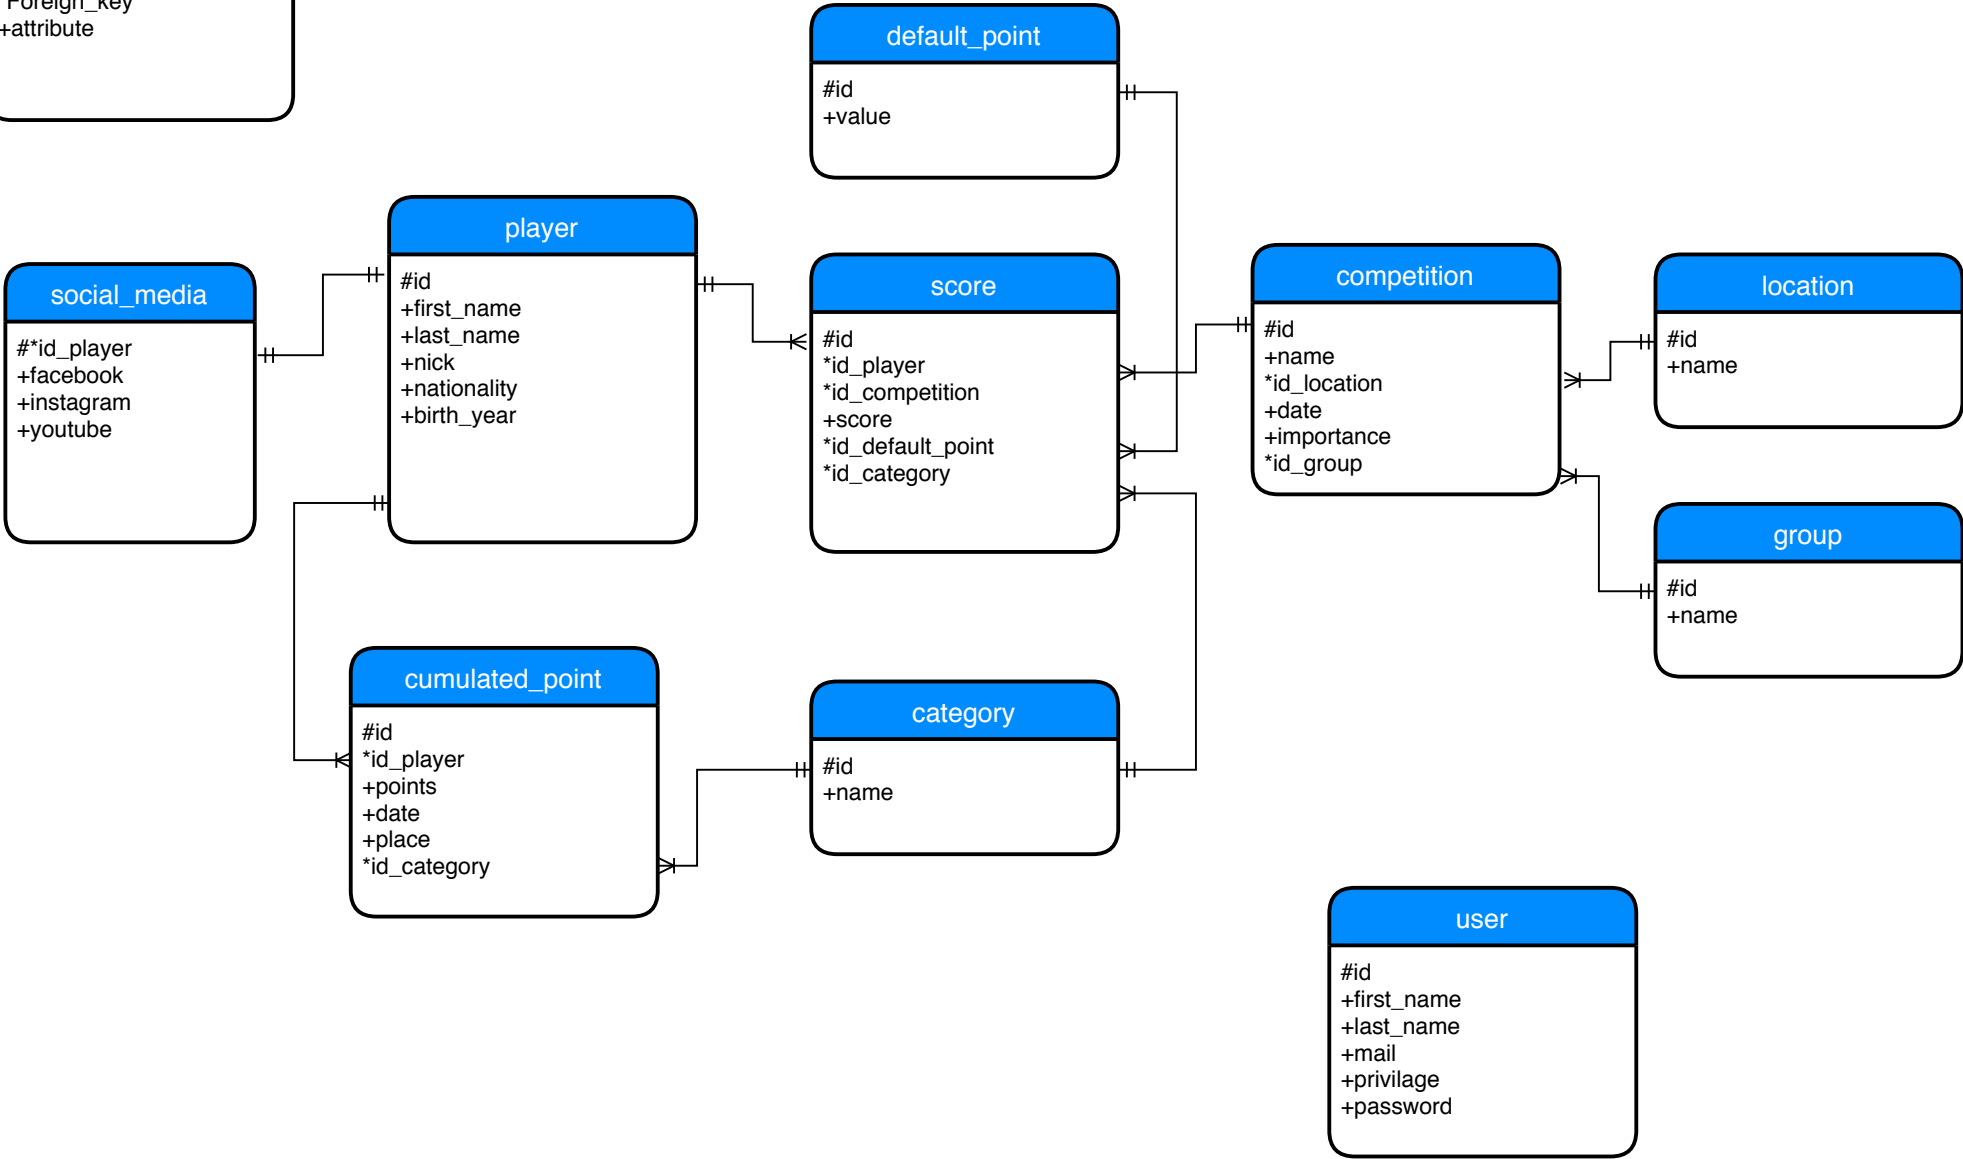 Foreign_key
+attribute
default_point
#id
+value
player
#id
+first_name
+last_name
+nick
+nationality
+birth_year
social_media
#*id_player
+facebook
+instagram
+youtube
score
#id
*id_player
*id_competition
+score
*id_default_point
*id_category
competition
#id
+name
*id_location
+date
+importance
*id_group
location
#id
+name
group
#id
+name
cumulated_point
#id
*id_player
+points
+date
+place
*id_category
category
#id
+name
user
#id
+first_name
+last_name
+mail
+privilage
+password